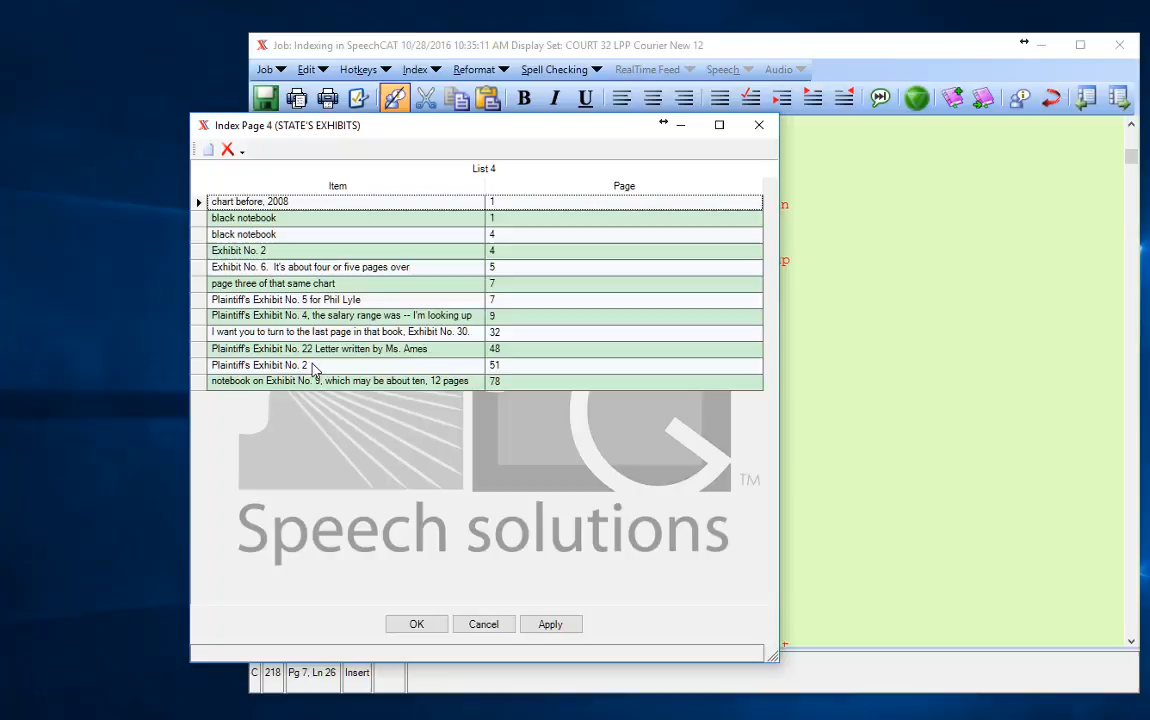 Job: Indexing in SpeechCAT 10/28/2016 10:35:11 AM Display Set: COURT 32 LPP Courier New 12
Job Edit Hotkeys Index Reformat Spell Checking RealTime Feed Speech Audio
B I U
Index Page 4 (STATE'S EXHIBITS)
List 4
Item Page
chart before, 2008 1
black notebook 1
black notebook 4
Exhibit No. 2 4
Exhibit No. 6. It's about four or five pages over 5
page three of that same chart 7
Plaintiff's Exhibit No. 5 for Phil Lyle 7
Plaintiff's Exhibit No. 4, the salary range was -- I'm looking up 9
I want you to turn to the last page in that book, Exhibit No. 30. 32
Plaintiff's Exhibit No. 22 Letter written by Ms. Ames 48
Plaintiff's Exhibit No. 2 51
notebook on Exhibit No. 9, which may be about ten, 12 pages 78
n
p
TM
Speech solutions
OK Cancel Apply
C 218 Pg 7, Ln 26 Insert